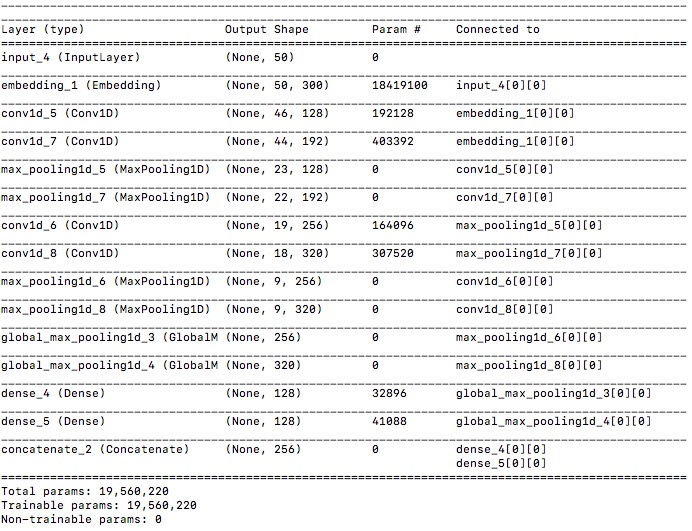 Layer (type) Output Shape Param # Connected to
input_4 (InputLayer) (None, 50) 0
embedding_1 (Embedding) (None, 50, 300) 18419100 input_4[0][0]
conv1d_5 (Conv1D) (None, 46, 128) 192128 embedding_1[0][0]
conv1d_7 (Conv1D) (None, 44, 192) 403392 embedding_1[0][0]
max_pooling1d_5 (MaxPooling1D) (None, 23, 128) 0 conv1d_5[0][0]
max_pooling1d_7 (MaxPooling1D) (None, 22, 192) 0 conv1d_7[0][0]
conv1d_6 (Conv1D) (None, 19, 256) 164096 max_pooling1d_5[0][0]
conv1d_8 (Conv1D) (None, 18, 320) 307520 max_pooling1d_7[0][0]
max_pooling1d_6 (MaxPooling1D) (None, 9, 256) 0 conv1d_6[0][0]
max_pooling1d_8 (MaxPooling1D) (None, 9, 320) 0 conv1d_8[0][0]
global_max_pooling1d_3 (GlobalM (None, 256) 0 max_pooling1d_6[0][0]
global_max_pooling1d_4 (GlobalM (None, 320) 0 max_pooling1d_8[0][0]
dense_4 (Dense) (None, 128) 32896 global_max_pooling1d_3[0][0]
dense_5 (Dense) (None, 128) 41088 global_max_pooling1d_4[0][0]
concatenate_2 (Concatenate) (None, 256) 0 dense_4[0][0]
dense_5[0][0]
Total params: 19,560,220
Trainable params: 19,560,220
Non-trainable params: 0